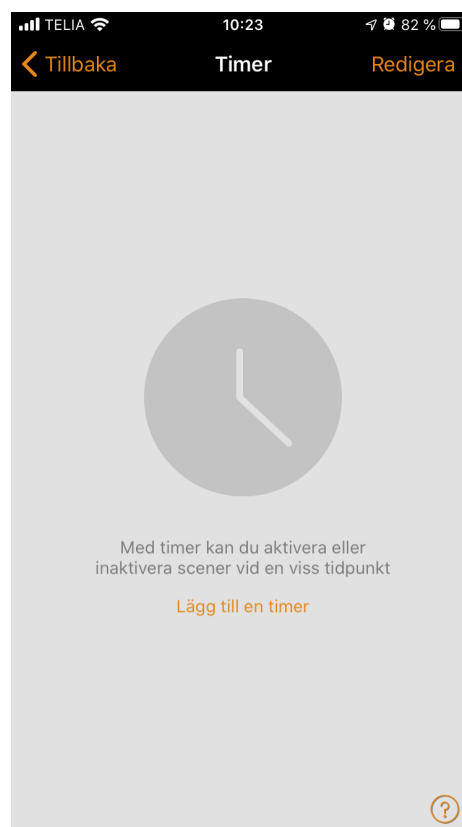 TELIA 10:23 82 %
Tillbaka Timer Redigera
Med timer kan du aktivera eller
inaktivera scener vid en viss tidpunkt
Lägg till en timer
?